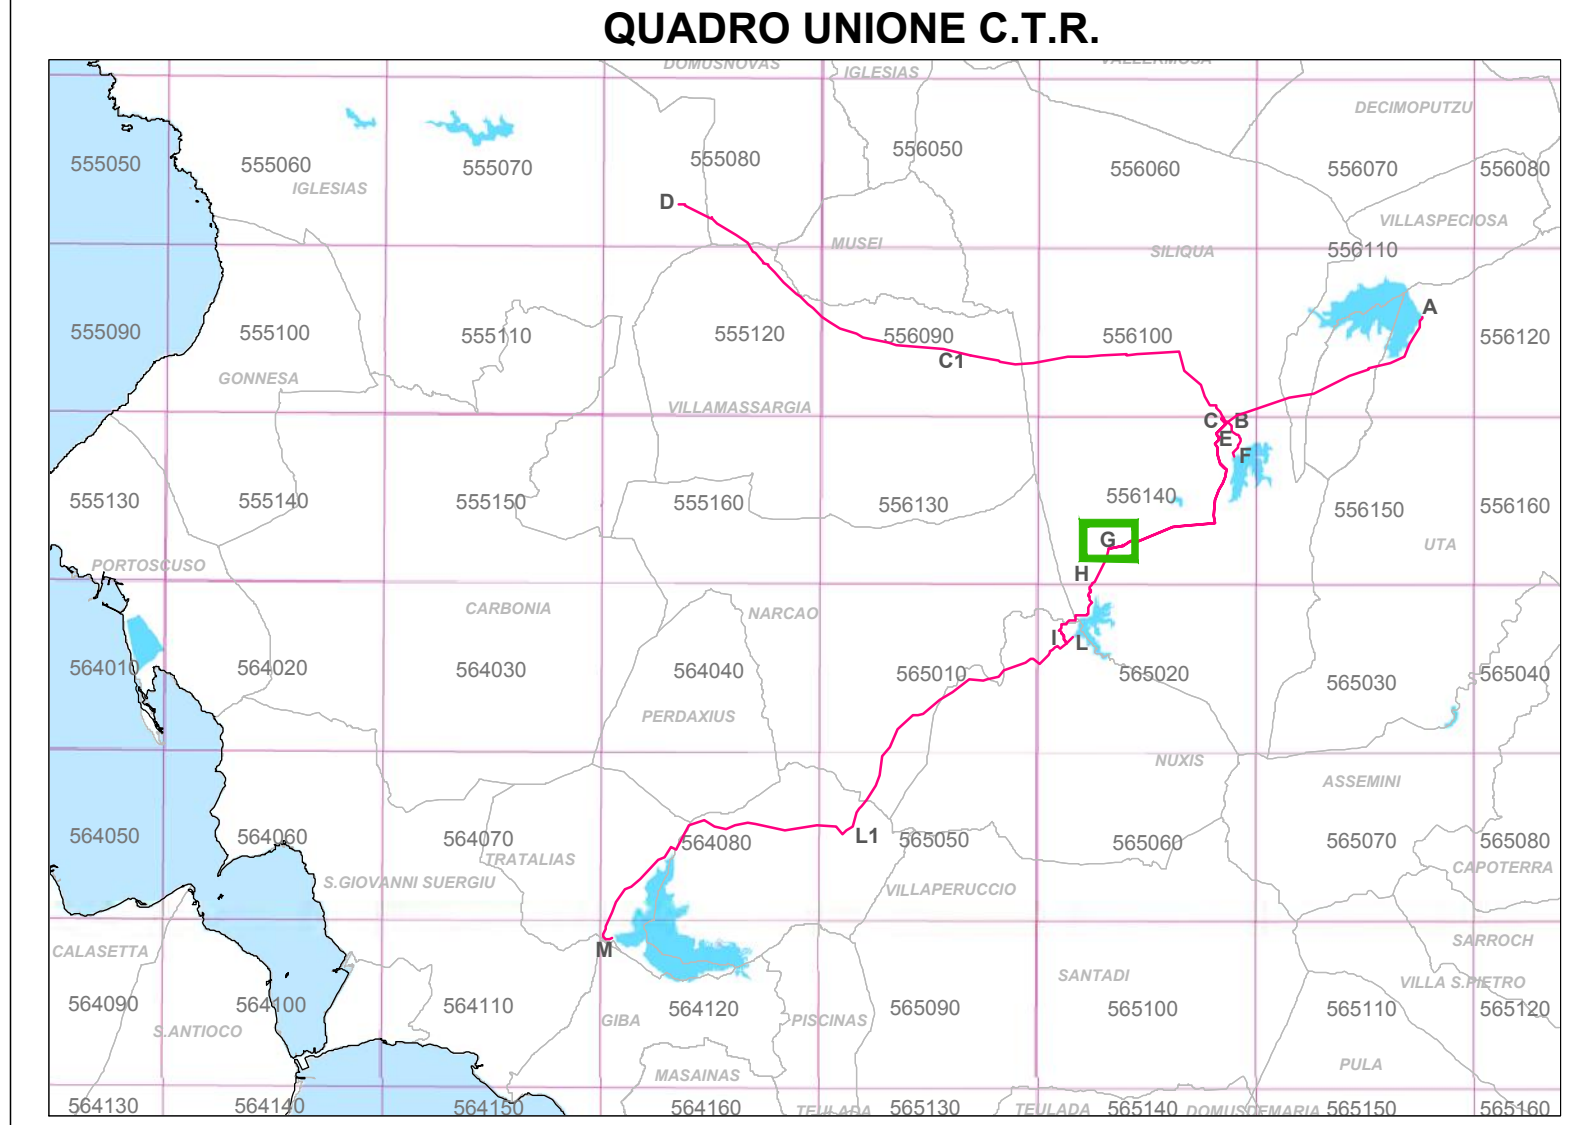 QUADRO UNIONE C.T.R.
DOMUSNOVAS
IGLESIAS
VALLERMOSA
DECIMOPUTZU
555050
555060
555070
555080
556050
556060
556070
556080
IGLESIAS
D
VILLASPECIOSA
MUSEI
SILIQUA
556110
A
555090
555100
555110
555120
556090
556100
556120
C1
GONNESA
VILLAMASSARGIA
C
B
E
F
555130
555140
555150
555160
556130
556140
556150
556160
G
UTA
PORTOSCUSO
H
CARBONIA
NARCAO
I
L
564010
564020
564030
564040
565010
565020
565030
565040
PERDAXIUS
NUXIS
ASSEMINI
564050
564060
564070
564080
L1
565050
565060
565070
565080
TRATALIAS
CAPOTERRA
S.GIOVANNI SUERGIU
VILLAPERUCCIO
M
CALASETTA
SARROCH
SANTADI
VILLA S.PIETRO
564090
564100
564110
564120
565090
565100
565110
565120
S.ANTIOCO
GIBA
PISCINAS
PULA
MASAINAS
564130
564140
564150
564160
TEULADA
565130
TEULADA
565140
DOMUSDEMARIA
565150
565160